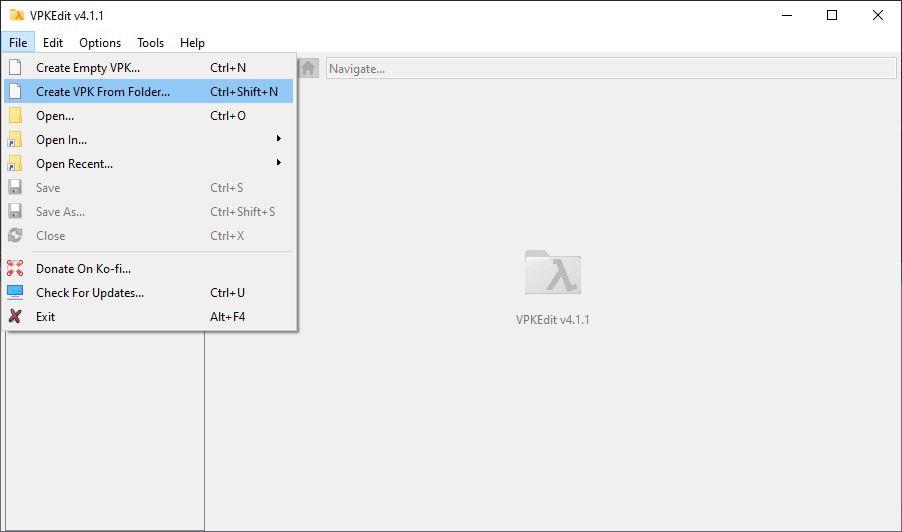 VPKEdit v4.1.1
File Edit Options Tools Help
Navigate...
Create Empty VPK... Ctrl+N
Create VPK From Folder... Ctrl+Shift+N
Open... Ctrl+O
Open In...
Open Recent...
Save Ctrl+S
Save As... Ctrl+Shift+S
Close Ctrl+X
Donate On Ko-fi...
Check For Updates... Ctrl+U
Exit Alt+F4
VPKEdit v4.1.1